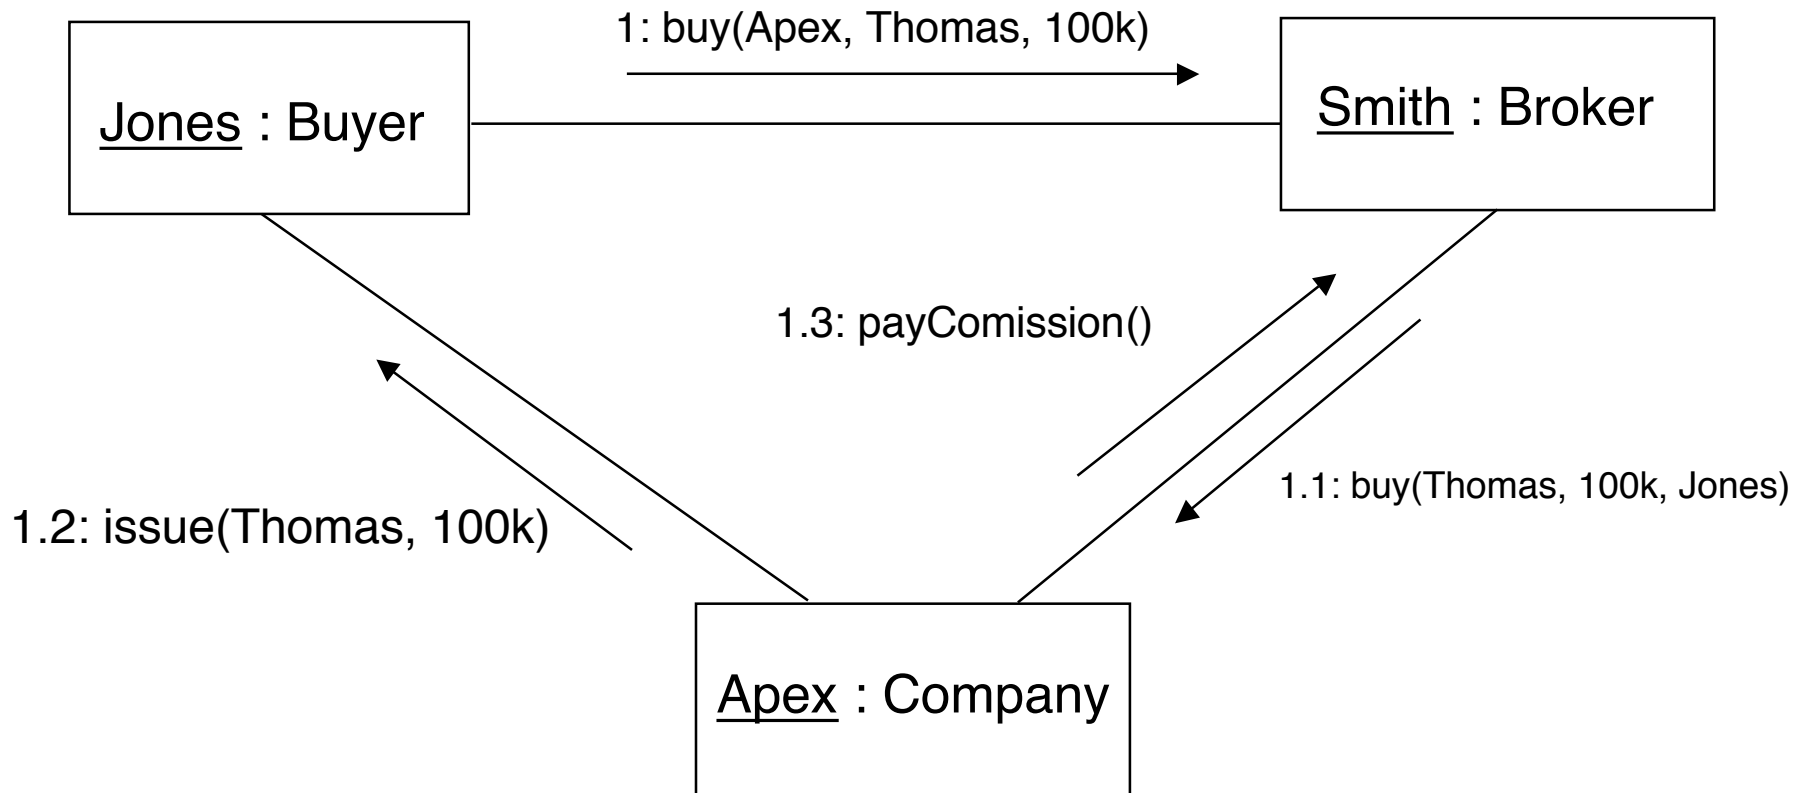 1: buy(Apex, Thomas, 100k)
Jones : Buyer
Smith : Broker
1.3: payComission()
1.1: buy(Thomas, 100k, Jones)
1.2: issue(Thomas, 100k)
Apex : Company